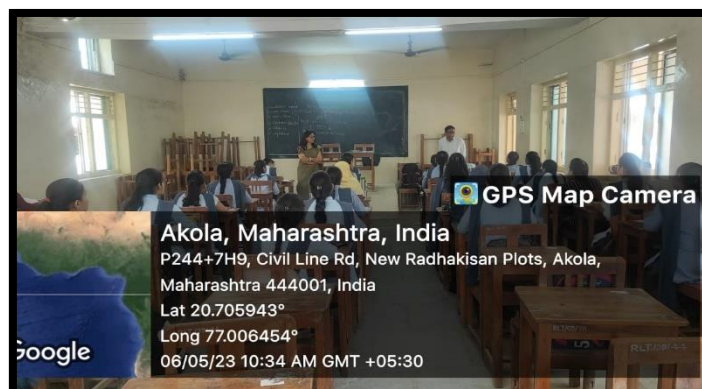 GPS Map Camera
Akola, Maharashtra, India
P244+7H9, Civil Line Rd, New Radhakisan Plots, Akola,
Maharashtra 444001, India
Lat 20.705943°
Long 77.006454°
06/05/23 10:34 AM GMT +05:30
Google